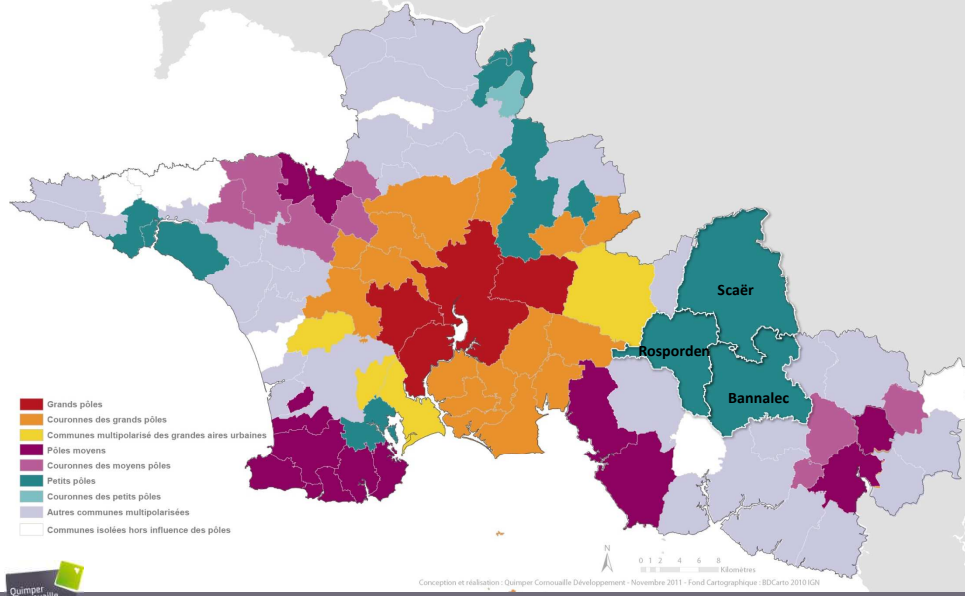 Scaër
Rosporden
Bannalec
Grands pôles
Couronnes des grands pôles
Communes multipolarisé des grandes aires urbaines
Pôles moyens
Couronnes des moyens pôles
Petits pôles
Couronnes des petits pôles
Autres communes multipolarisées
Communes isolées hors influence des pôles
N
0 1 2 4 6 8
Kilomètres
Conception et réalisation : Quimper Cornouaille Développement - Novembre 2011 - Fond Cartographique : BDCarto 2010 IGN
Quimper